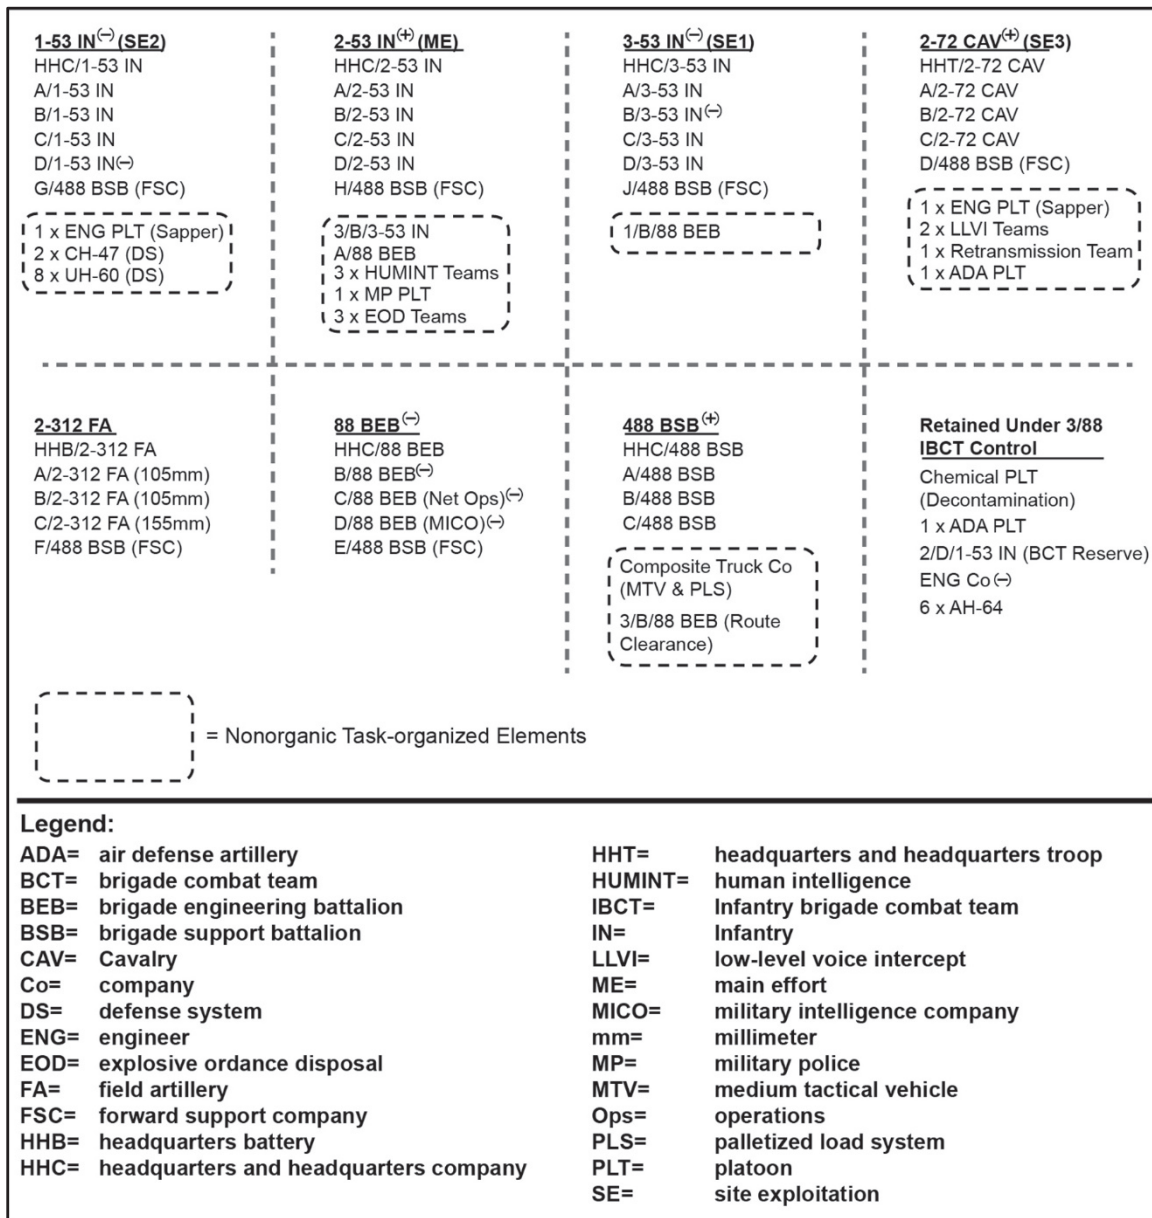 1-53 IN(-) (SE2)
HHC/1-53 IN
A/1-53 IN
B/1-53 IN
C/1-53 IN
D/1-53 IN(-)
G/488 BSB (FSC)
1 x ENG PLT (Sapper)
2 x CH-47 (DS)
8 x UH-60 (DS)
2-53 IN(+) (ME)
HHC/2-53 IN
A/2-53 IN
B/2-53 IN
C/2-53 IN
D/2-53 IN
H/488 BSB (FSC)
3/B/3-53 IN
A/88 BEB
3 x HUMINT Teams
1 x MP PLT
3 x EOD Teams
3-53 IN(-) (SE1)
HHC/3-53 IN
A/3-53 IN
B/3-53 IN(-)
C/3-53 IN
D/3-53 IN
J/488 BSB (FSC)
1/B/88 BEB
2-72 CAV(+) (SE3)
HHT/2-72 CAV
A/2-72 CAV
B/2-72 CAV
C/2-72 CAV
D/488 BSB (FSC)
1 x ENG PLT (Sapper)
2 x LLVI Teams
1 x Retransmission Team
1 x ADA PLT
2-312 FA
HHB/2-312 FA
A/2-312 FA (105mm)
B/2-312 FA (105mm)
C/2-312 FA (155mm)
F/488 BSB (FSC)
88 BEB(-)
HHC/88 BEB
B/88 BEB(-)
C/88 BEB (Net Ops)(-)
D/88 BEB (MICO)(-)
E/488 BSB (FSC)
488 BSB(+)
HHC/488 BSB
A/488 BSB
B/488 BSB
C/488 BSB
Composite Truck Co
(MTV & PLS)
3/B/88 BEB (Route
Clearance)
Retained Under 3/88
IBCT Control
Chemical PLT
(Decontamination)
1 x ADA PLT
2/D/1-53 IN (BCT Reserve)
ENG Co(-)
6 x AH-64
= Nonorganic Task-organized Elements
Legend:
ADA= air defense artillery
BCT= brigade combat team
BEB= brigade engineering battalion
BSB= brigade support battalion
CAV= Cavalry
Co= company
DS= defense system
ENG= engineer
EOD= explosive ordance disposal
FA= field artillery
FSC= forward support company
HHB= headquarters battery
HHC= headquarters and headquarters company
HHT= headquarters and headquarters troop
HUMINT= human intelligence
IBCT= Infantry brigade combat team
IN= Infantry
LLVI= low-level voice intercept
ME= main effort
MICO= military intelligence company
mm= millimeter
MP= military police
MTV= medium tactical vehicle
Ops= operations
PLS= palletized load system
PLT= platoon
SE= site exploitation